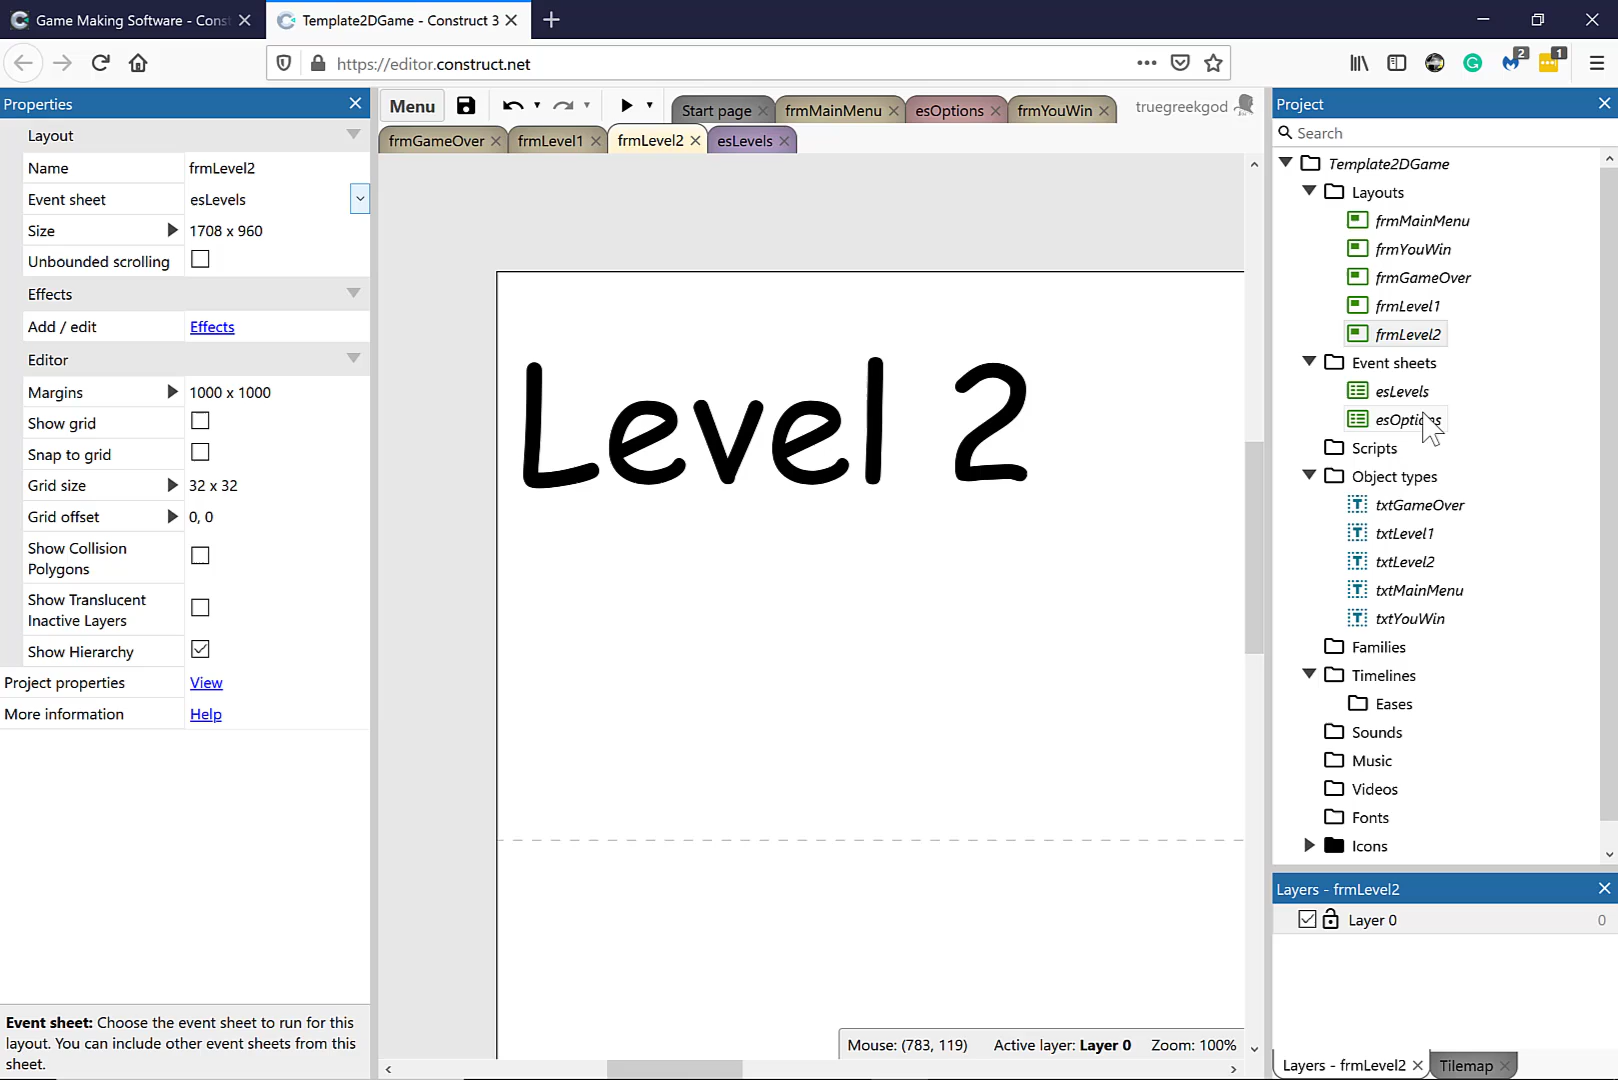 Game Making Software - Cons
Template2DGame - Construct 3
https://editor.construct.net
2
1
Properties
Menu
Start page
frmMainMenu
esOptions
frmYouWin
truegreekgod
frmGameOver
frmLevel1
frmLevel2
esLevels
Layout
Name frmLevel2
Event sheet esLevels
Size 1708 x 960
Unbounded scrolling
Effects
Add / edit Effects
Editor
Margins 1000 x 1000
Show grid
Snap to grid
Grid size 32 x 32
Grid offset 0, 0
Show Collision
Polygons
Show Translucent
Inactive Layers
Show Hierarchy
Project properties View
More information Help
Event sheet: Choose the event sheet to run for this
layout. You can include other event sheets from this
sheet.
Level 2
Mouse: (783, 119) Active layer: Layer 0 Zoom: 100%
Project
Search
Template2DGame
Layouts
frmMainMenu
frmYouWin
frmGameOver
frmLevel1
frmLevel2
Event sheets
esLevels
esOptions
Scripts
Object types
txtGameOver
txtLevel1
txtLevel2
txtMainMenu
txtYouWin
Families
Timelines
Eases
Sounds
Music
Videos
Fonts
Icons
Layers - frmLevel2
Layer 0 0
Layers - frmLevel2
Tilemap